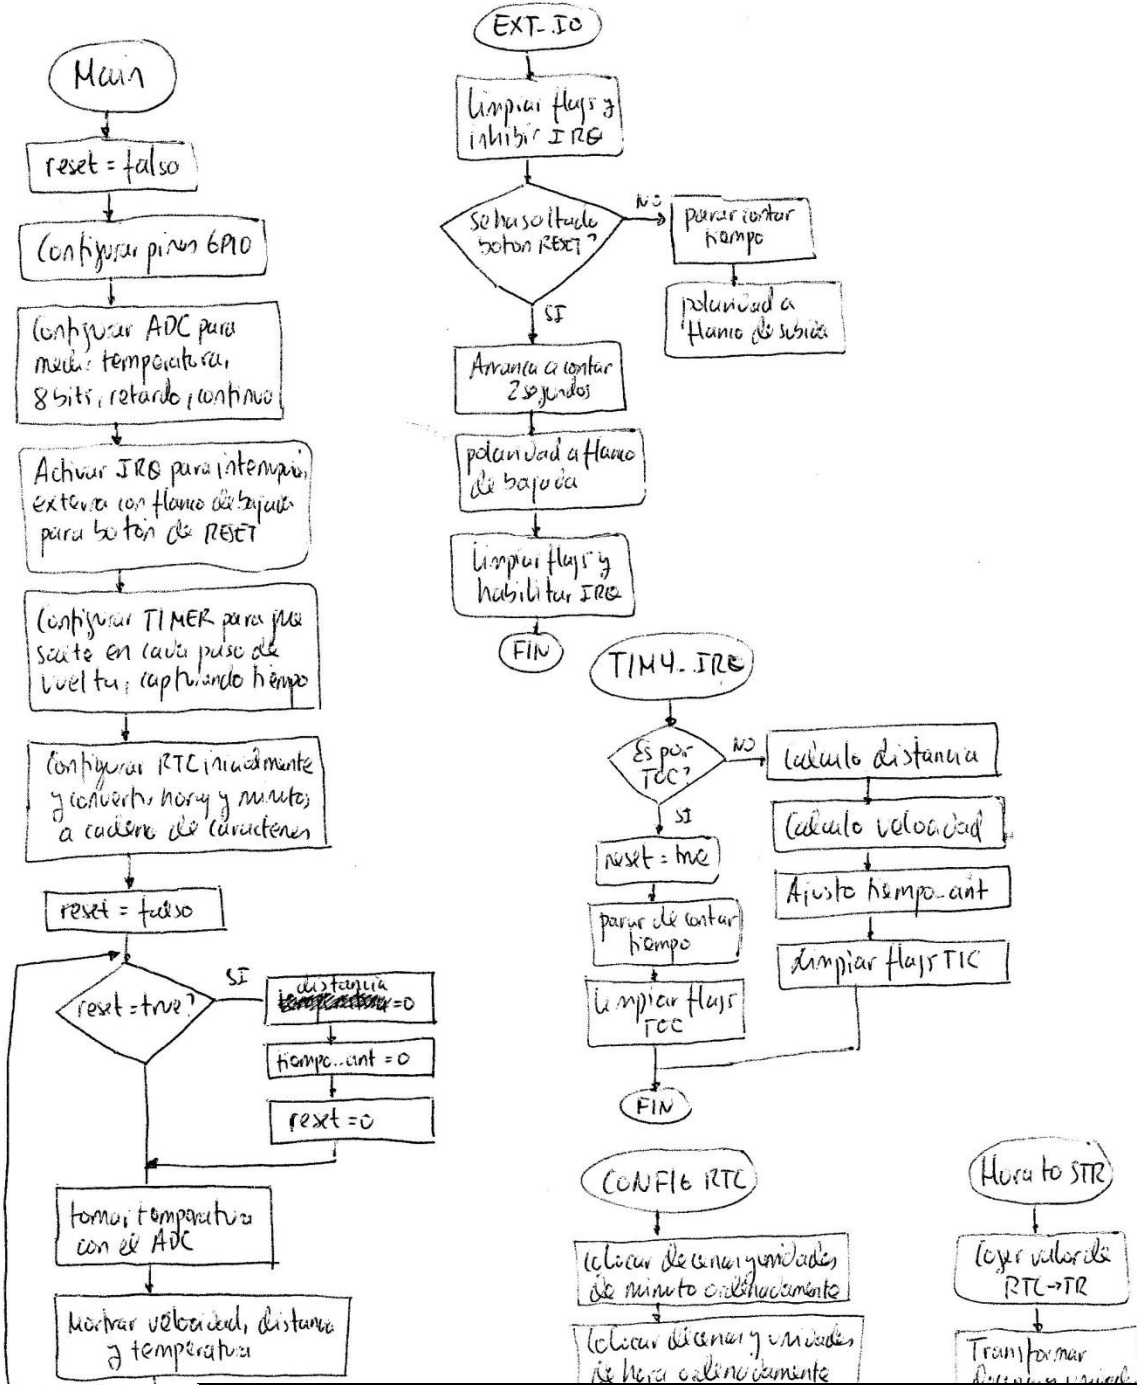 Main
reset = falso
Configurar pines GPIO
Configurar ADC para
medir temperatura,
8 bits, retardo, continuo
Activar IRQ para
externa con flanco de bajada
para botón de RESET
Configurar TIMER para que
salte en cada paso de
vuelta, capturando tiempo
Configurar RTC inicialmente
y convertir horas y minutos
a cadena de caracteres
reset = falso
reset = true?
SI
distancia
=0
tiempo_ant = 0
reset = 0
tomar temperatura
con el ADC
Mostrar velocidad, distancia
y temperatura
EXT_IO
Limpiar flags y
inhibir IRQ
Se ha soltado
botón RESET?
NO
parar contar
tiempo
polaridad a
flanco de subida
SI
Arranca a contar
2 segundos
polaridad a flanco
de bajada
Limpiar flags y
habilitar IRQ
FIN
TIM4_IRQ
Es por
TOC?
NO
Calculo distancia
Calculo velocidad
Ajusto tiempo_ant
Limpiar flags TIC
SI
reset = true
parar de contar
tiempo
Limpiar flags
TOC
FIN
CONFIG RTC
Colocar decenas y unidades
de minuto ordenadamente
Colocar decenas y unidades
de hora ordenadamente
Hora to STR
Coger valor de
RTC->TR
Transformar